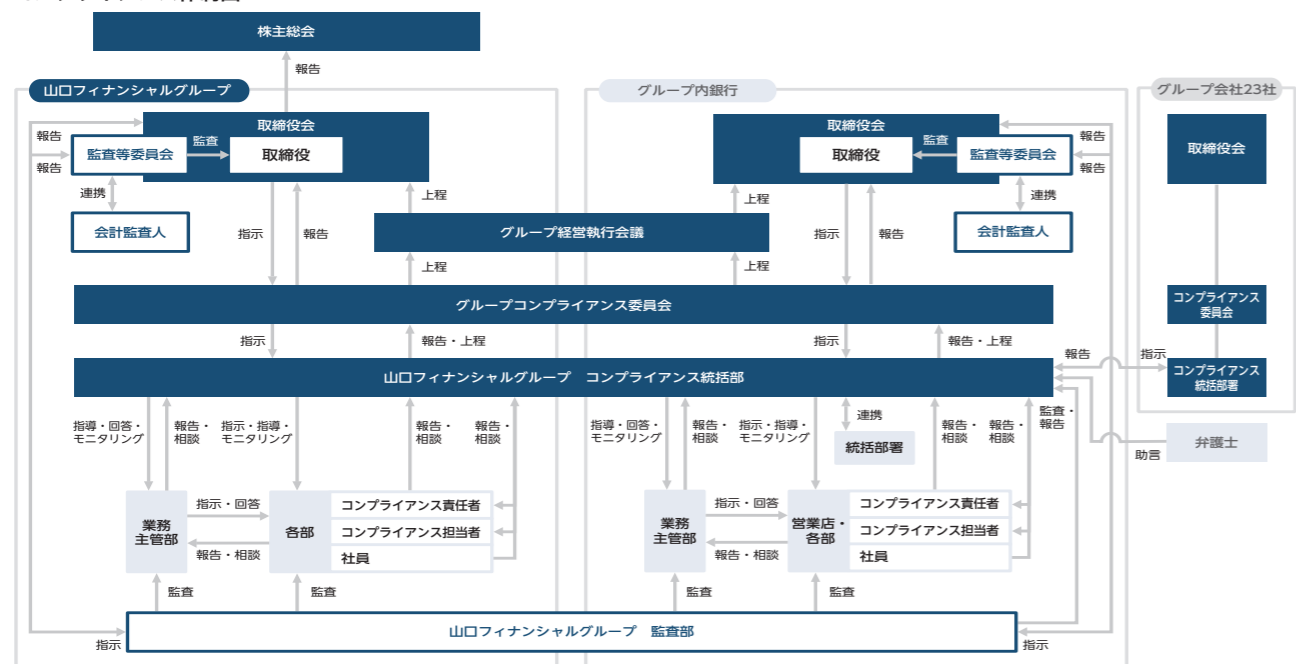 株主総会
報告
山口フィナンシャルグループ
グループ内銀行
グループ会社23社
取締役会
監査
取締役
監査等委員会
報告
報告
連携
会計監査人
指示
報告
上程
取締役会
監査
取締役
監査等委員会
報告
報告
連携
会計監査人
指示
報告
上程
取締役会
グループ経営執行会議
上程
上程
グループコンプライアンス委員会
コンプライアンス
委員会
指示
報告・上程
指示
報告・上程
山口フィナンシャルグループ コンプライアンス統括部
報告
指示
コンプライアンス
統括部署
指導・回答・
モニタリング
報告・
相談
指示・指導・
モニタリング
報告・
相談
報告・
相談
指導・回答・
モニタリング
報告・
相談
指示・指導・
モニタリング
連携
統括部署
報告・
相談
報告・
相談
監査・
報告
助言
弁護士
業務
主管部
指示・回答
報告・相談
各部
コンプライアンス責任者
コンプライアンス担当者
社員
業務
主管部
指示・回答
報告・相談
営業店・
各部
コンプライアンス責任者
コンプライアンス担当者
社員
監査
監査
監査
監査
山口フィナンシャルグループ 監査部
指示
指示